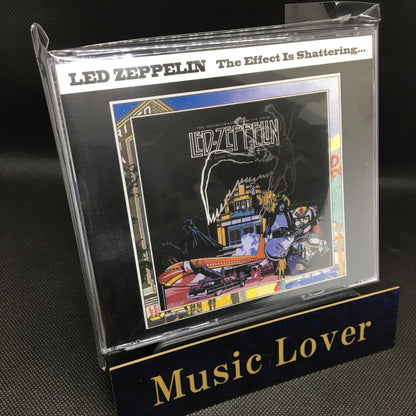 LED ZEPPELIN The Effect Is Shattering...
LED-ZEPPELIN
Music Lover